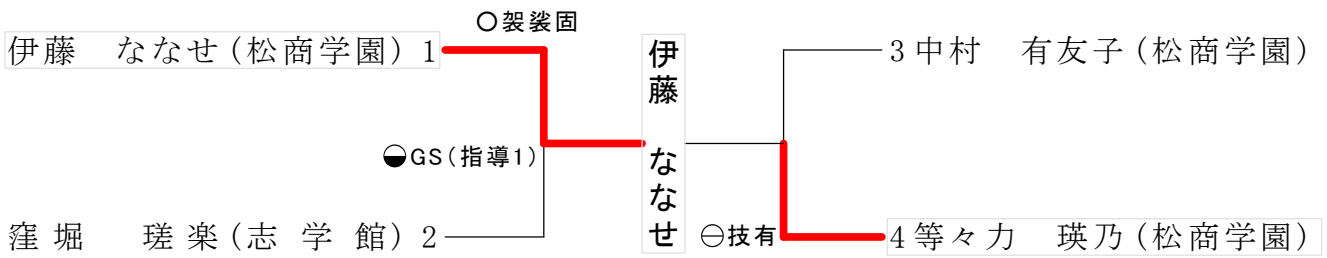 〇袈裟固
伊藤　ななせ(松商学園) 1
3 中村　有友子(松商学園)
伊藤　ななせ
GS(指導1)
窪堀　瑳楽(志学館) 2
技有
4 等々力　瑛乃(松商学園)